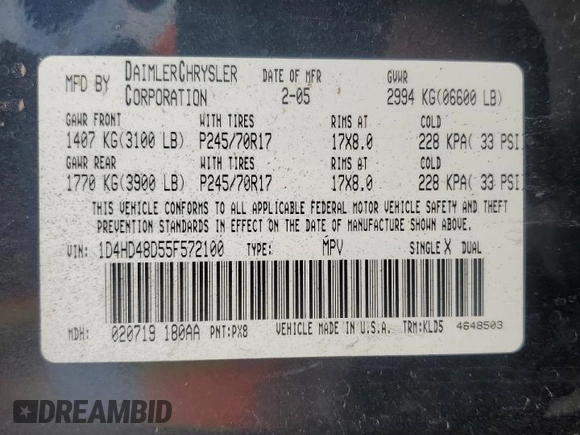 MFD BY DAIMLERCHRYSLER CORPORATION DATE OF MFR 2-05 GVWR 2994 KG(06600 LB)
GAWR FRONT WITH TIRES RIMS AT COLD
1407 KG(3100 LB) P245/70R17 17X8.0 228 KPA( 33 PSI)
GAWR REAR WITH TIRES RIMS AT COLD
1770 KG(3900 LB) P245/70R17 17X8.0 228 KPA( 33 PSI)
THIS VEHICLE CONFORMS TO ALL APPLICABLE FEDERAL MOTOR VEHICLE SAFETY AND THEFT
PREVENTION STANDARDS IN EFFECT ON THE DATE OF MANUFACTURE SHOWN ABOVE.
VIN: 1D4HD48D55F572100 TYPE: MPV SINGLE X DUAL
MDH: 020719 180AA PNT:PX8 VEHICLE MADE IN U.S.A. TRM:KLD5 4648503
DREAMBID